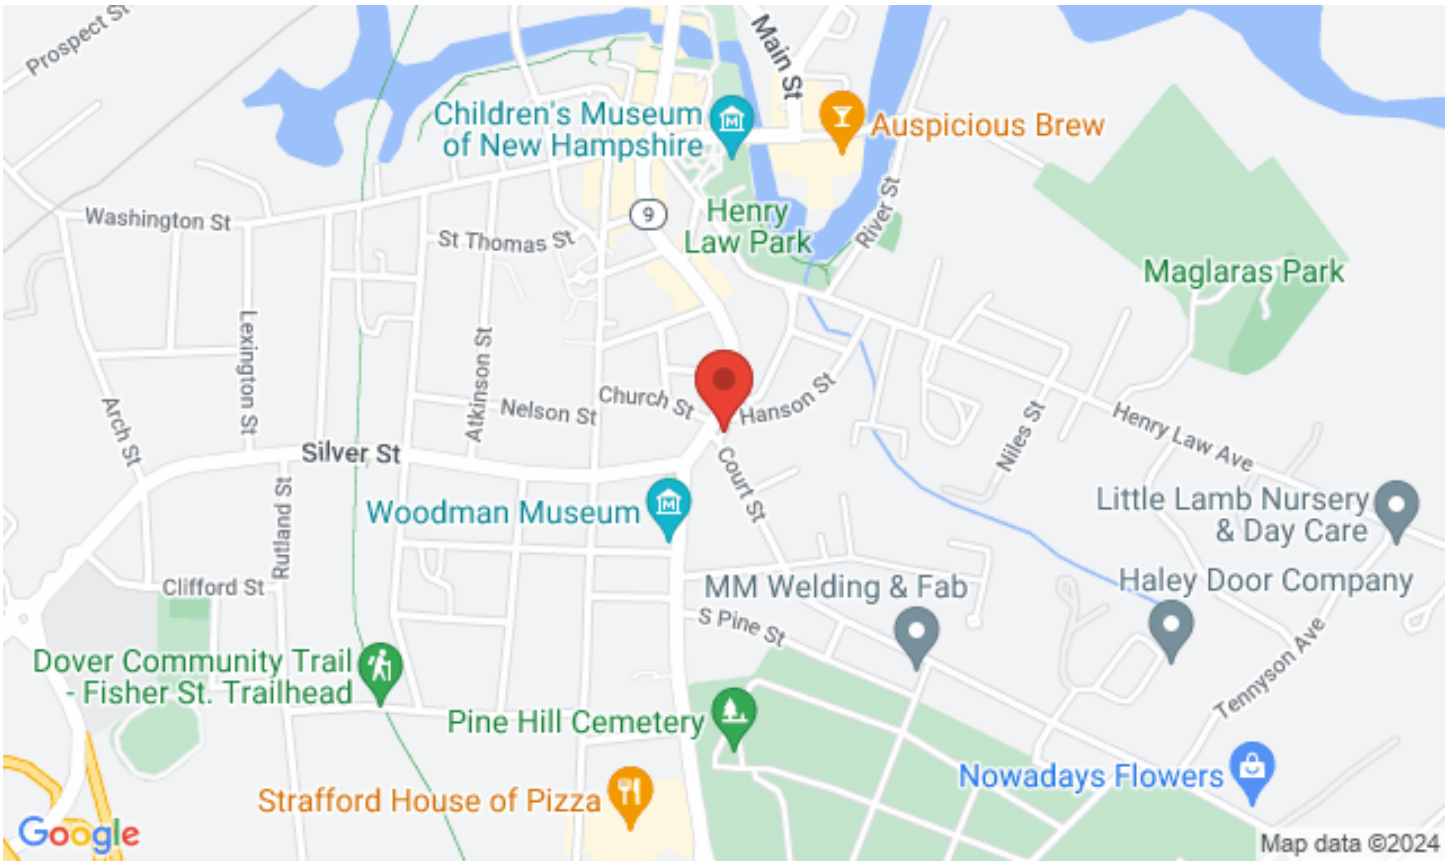 Prospect St
Main St
Children's Museum
of New Hampshire
Auspicious Brew
River St
Washington St
9
Henry
Law Park
St Thomas St
Maglaras Park
Lexington St
Atkinson St
Arch St
Nelson St
Church St
Hanson St
Niles St
Henry Law Ave
Silver St
Rutland St
Court St
Woodman Museum
Little Lamb Nursery
& Day Care
Clifford St
MM Welding & Fab
Haley Door Company
S Pine St
Dover Community Trail
- Fisher St. Trailhead
Tennyson Ave
Pine Hill Cemetery
Nowadays Flowers
Strafford House of Pizza
Google
Map data ©2024